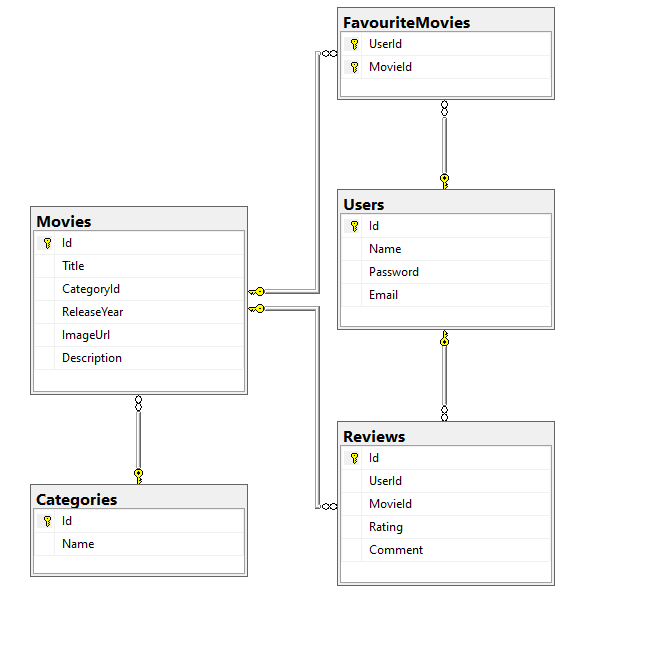 FavouriteMovies
UserId
MovieId
Movies
Id
Title
CategoryId
ReleaseYear
ImageUrl
Description
Users
Id
Name
Password
Email
Reviews
Id
UserId
MovieId
Rating
Comment
Categories
Id
Name